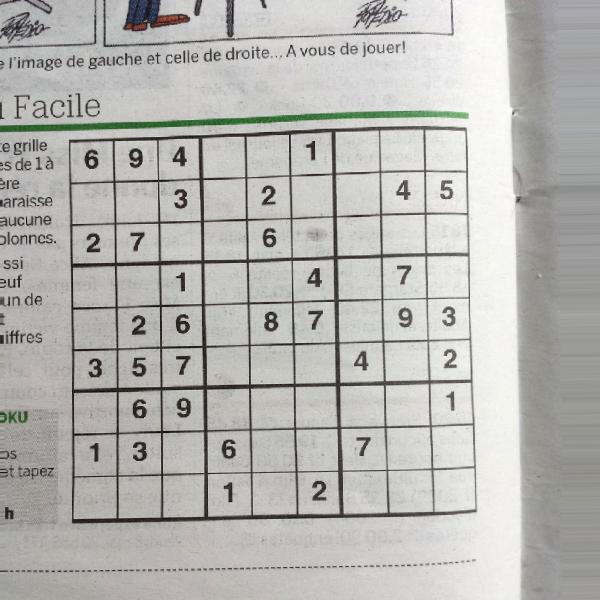 e l'image de gauche et celle de droite... A vous de jouer!
Facile
te grille
es de 1 à
ère
araisse
aucune
olonnes.
ssi
euf
un de
t
iffres
OKU
os
et tapez
h
6 9 4 1
3 2 4 5
2 7 6
1 4 7
2 6 8 7 9 3
3 5 7 4 2
6 9 1
1 3 6 7
1 2